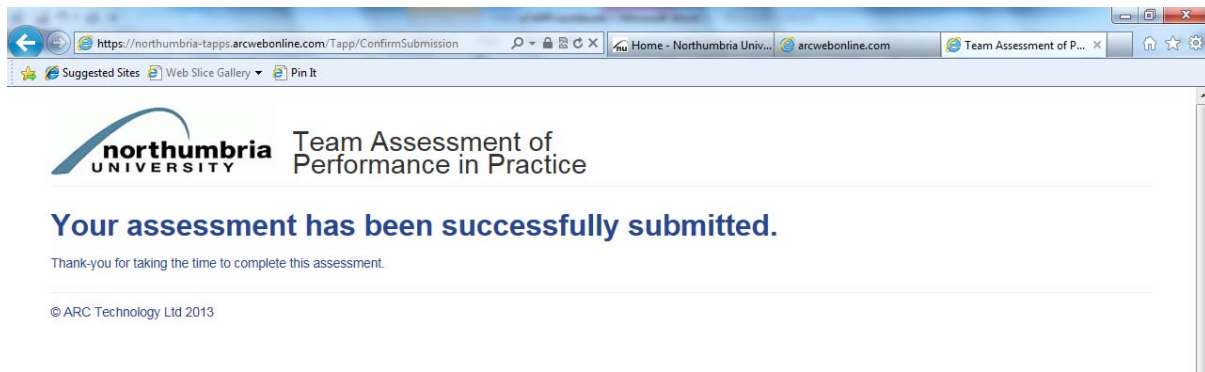 https://northumbria-tapps.arcwebonline.com/Tapp/ConfirmSubmission
Home - Northumbria Univ...
arcwebonline.com
Team Assessment of P...
Suggested Sites
Web Slice Gallery
Pin It
northumbria
UNIVERSITY
Team Assessment of
Performance in Practice
Your assessment has been successfully submitted.
Thank-you for taking the time to complete this assessment.
© ARC Technology Ltd 2013